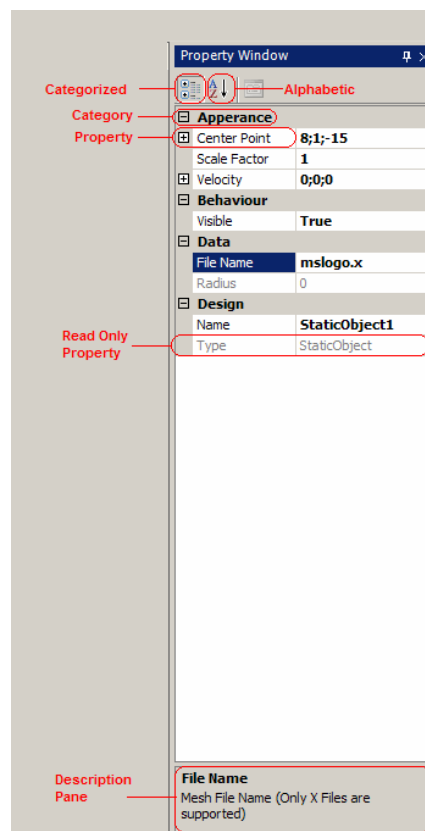 Property Window
Categorized
Alphabetic
Category
Apperance
Property
Center Point 8;1;-15
Scale Factor 1
Velocity 0;0;0
Behaviour
Visible True
Data
File Name mslogo.x
Radius 0
Design
Name StaticObject1
Read Only
Property
Type StaticObject
Description
Pane
File Name
Mesh File Name (Only X Files are
supported)